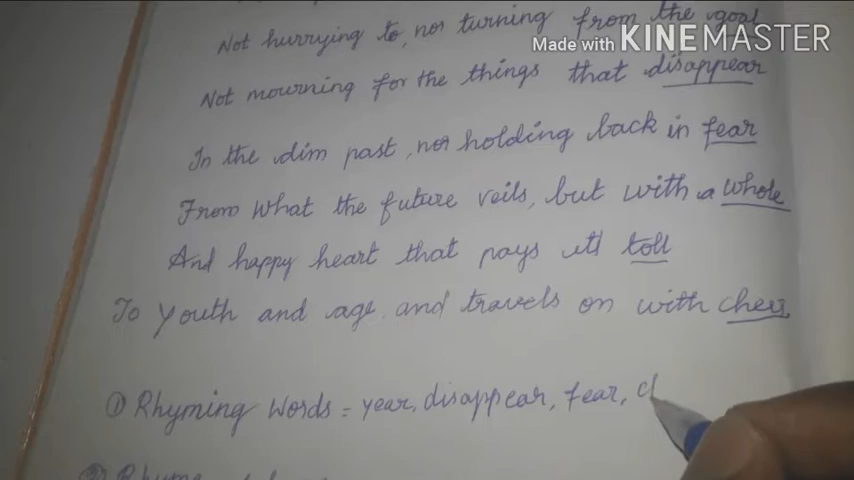 Not hurrying to, nor turning from the goal
Made with KINEMASTER
Not mourning for the things that disappear
In the dim past, nor holding back in fear
From what the future veils, but with a whole
And happy heart that pays its toll
To Youth and age, and travels on with cheer
① Rhyming Words = year, disappear, fear, c
② Rhyme